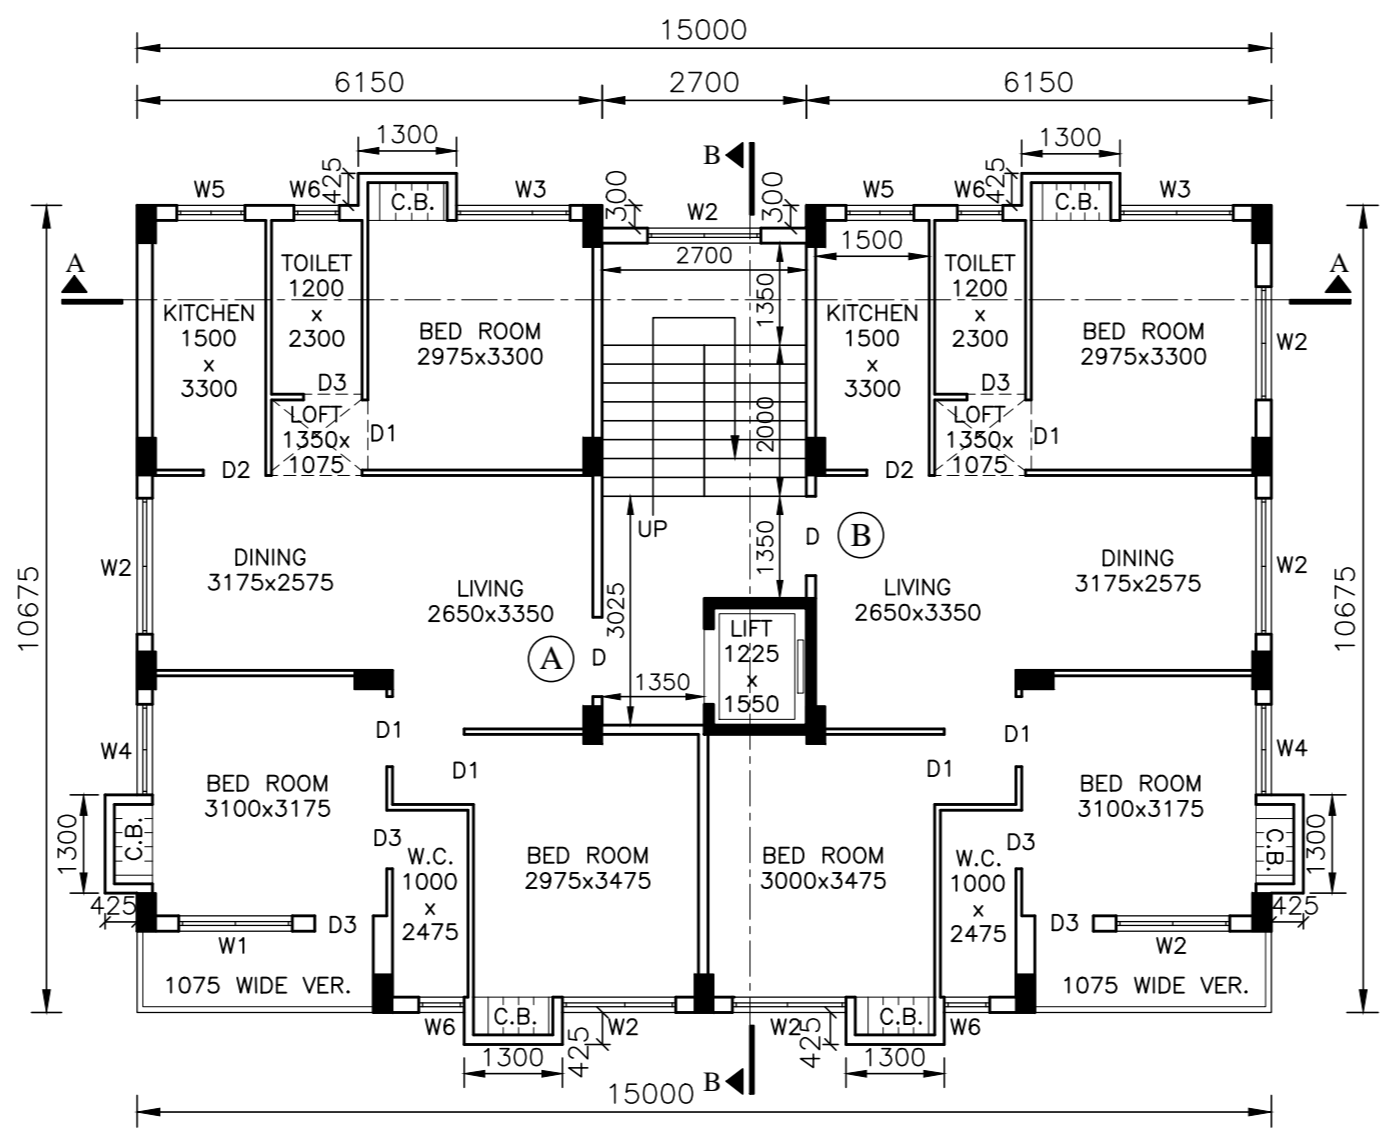 15000
6150 2700 6150
1300 B 1300
425 425
W5 W6 C.B. W3 300 W2 300 W5 W6 C.B. W3
A 2700 1500 A
TOILET
1200
x
2300
KITCHEN
1500
x
3300
BED ROOM
2975x3300
1350
TOILET
1200
x
2300
KITCHEN
1500
x
3300
BED ROOM
2975x3300
W2
D3
LOFT
1350x
1075
D1
D2
2000
D3
LOFT
1350x
1075
D1
D2
10675
W2
DINING
3175x2575
LIVING
2650x3350
UP
3025
1350
D B
LIVING
2650x3350
DINING
3175x2575
W2
10675
A D
1350
LIFT
1225
x
1550
W4 D1 D1 D1 D1 W4
BED ROOM
3100x3175
BED ROOM
3100x3175
1300 C.B. D3
W.C.
1000
x
2475
BED ROOM
2975x3475
BED ROOM
3000x3475
W.C.
1000
x
2475
D3 C.B. 1300
425 W1 D3 D3 W2 425
1075 WIDE VER. 1075 WIDE VER.
W6 C.B. W2 W2 C.B. W6
425 425
1300 B 1300
15000